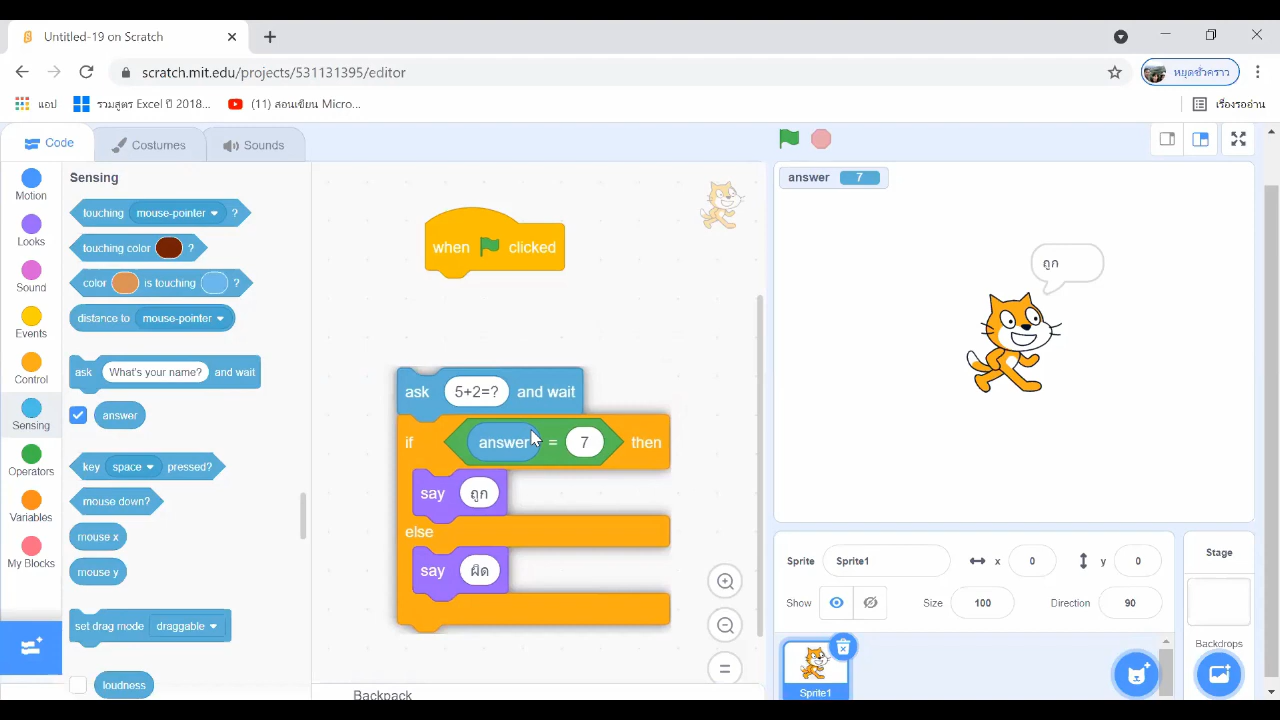 Untitled-19 on Scratch
scratch.mit.edu/projects/531131395/editor
หยุดชั่วคราว
แอป
รวมสูตร Excel ปี 2018...
(11) สอนเขียน Micro...
เรื่องรออ่าน
Code
Costumes
Sounds
Motion
Looks
Sound
Events
Control
Sensing
Operators
Variables
My Blocks
Sensing
touching mouse-pointer ?
touching color ?
color is touching ?
distance to mouse-pointer
ask What's your name? and wait
answer
key space pressed?
mouse down?
mouse x
mouse y
set drag mode draggable
loudness
when clicked
ask 5+2=? and wait
if answer = 7 then
say ถูก
else
say ผิด
Backpack
answer 7
ถูก
Sprite Sprite1 x 0 y 0
Show Size 100 Direction 90
Sprite1
Stage
Backdrops